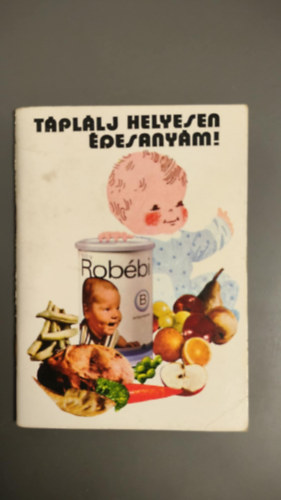 TÁPLÁLJ HELYESEN
ÉDESANYÁM!
Robébi
B